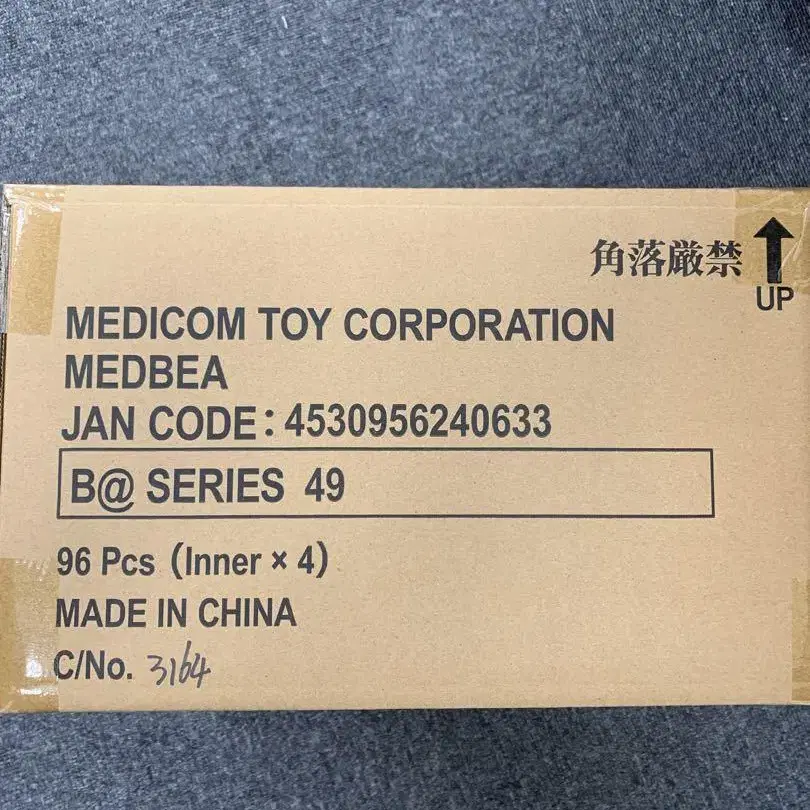 角落厳禁
UP
MEDICOM TOY CORPORATION
MEDBEA
JAN CODE：4530956240633
B@ SERIES 49
96 Pcs（Inner × 4）
MADE IN CHINA
C/No. 3164